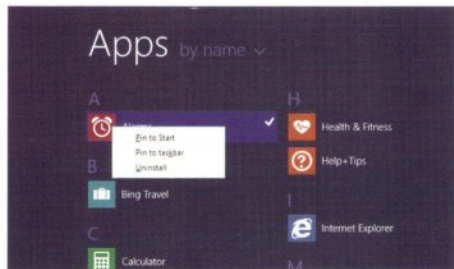 Apps by name
A
Alarms
Pin to Start
Pin to taskbar
Uninstall
B
Bing Travel
C
Calculator
H
Health & Fitness
Help+Tips
I
Internet Explorer
M